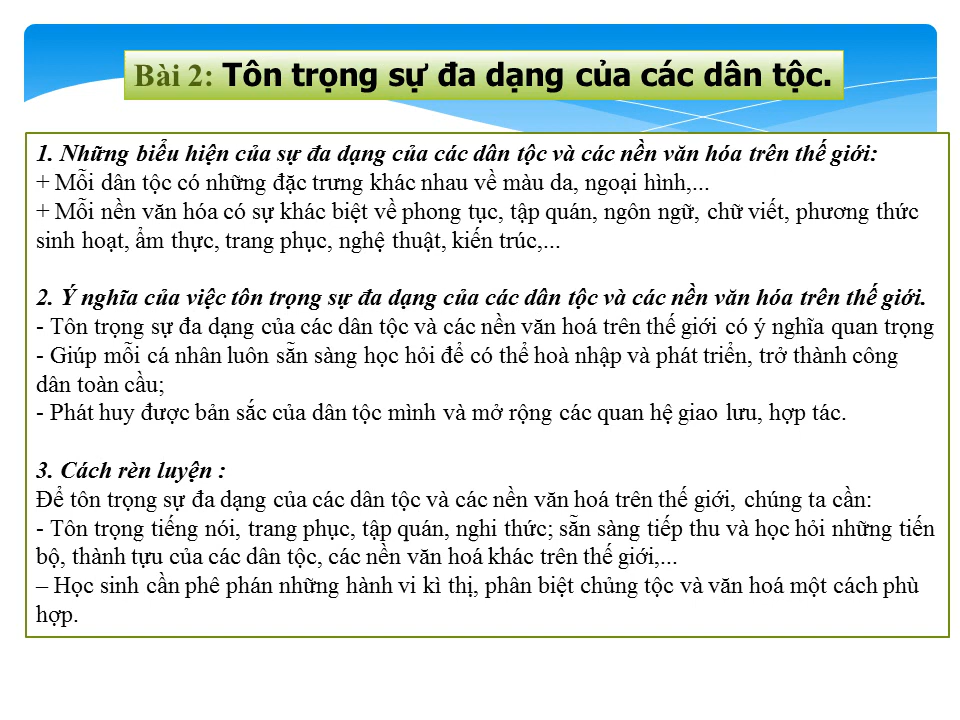 Bài 2: Tôn trọng sự đa dạng của các dân tộc.
1. Những biểu hiện của sự đa dạng của các dân tộc và các nền văn hóa trên thế giới:
+ Mỗi dân tộc có những đặc trưng khác nhau về màu da, ngoại hình,...
+ Mỗi nền văn hóa có sự khác biệt về phong tục, tập quán, ngôn ngữ, chữ viết, phương thức
sinh hoạt, ẩm thực, trang phục, nghệ thuật, kiến trúc,...
2. Ý nghĩa của việc tôn trọng sự đa dạng của các dân tộc và các nền văn hóa trên thế giới.
- Tôn trọng sự đa dạng của các dân tộc và các nền văn hoá trên thế giới có ý nghĩa quan trọng
- Giúp mỗi cá nhân luôn sẵn sàng học hỏi để có thể hoà nhập và phát triển, trở thành công
dân toàn cầu;
- Phát huy được bản sắc của dân tộc mình và mở rộng các quan hệ giao lưu, hợp tác.
3. Cách rèn luyện :
Để tôn trọng sự đa dạng của các dân tộc và các nền văn hoá trên thế giới, chúng ta cần:
- Tôn trọng tiếng nói, trang phục, tập quán, nghi thức; sẵn sàng tiếp thu và học hỏi những tiến
bộ, thành tựu của các dân tộc, các nền văn hoá khác trên thế giới,...
– Học sinh cần phê phán những hành vi kì thị, phân biệt chủng tộc và văn hoá một cách phù
hợp.